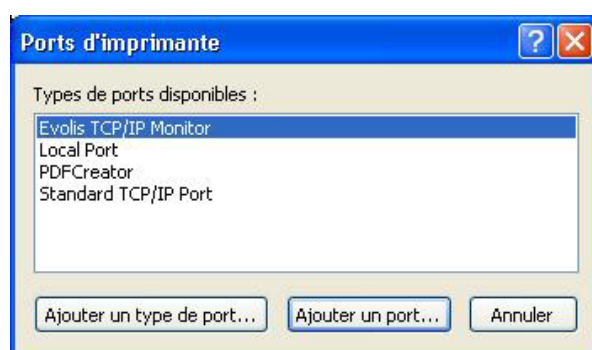 Ports d'imprimante
Types de ports disponibles :
Evolis TCP/IP Monitor
Local Port
PDFCreator
Standard TCP/IP Port
Ajouter un type de port... Ajouter un port... Annuler